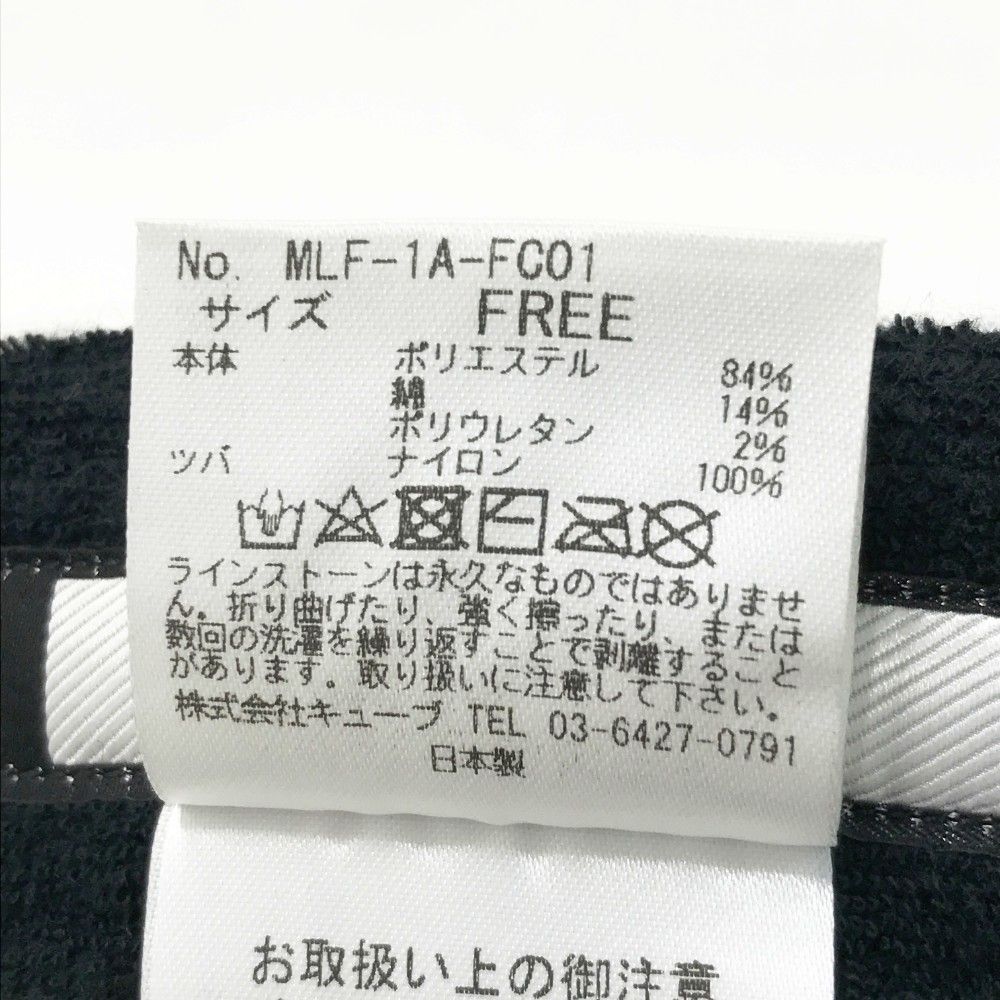 No. MLF-1A-FC01
サイズ FREE
本体 ポリエステル 84%
綿 14%
ポリウレタン 2%
ツバ ナイロン 100%
ラインストーンは永久なものではありませ
ん。折り曲げたり、強く擦ったり、または
数回の洗濯を繰り返すことで剥離すること
があります。取り扱いに注意して下さい。
株式会社キューブ TEL 03-6427-0791
日本製
お取扱い上の御注意